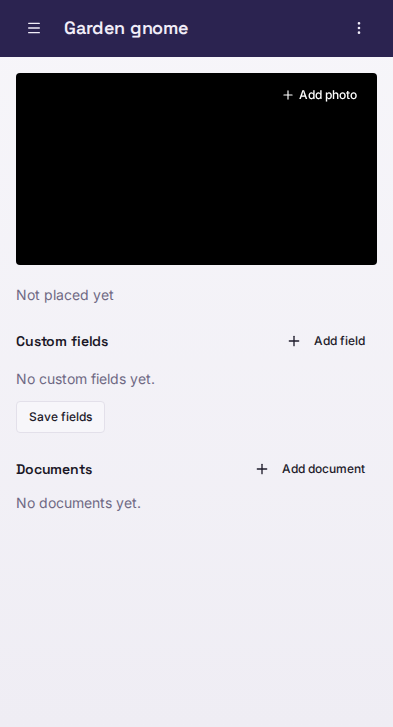 Garden gnome
Add photo
Not placed yet
Custom fields
Add field
No custom fields yet.
Save fields
Documents
Add document
No documents yet.